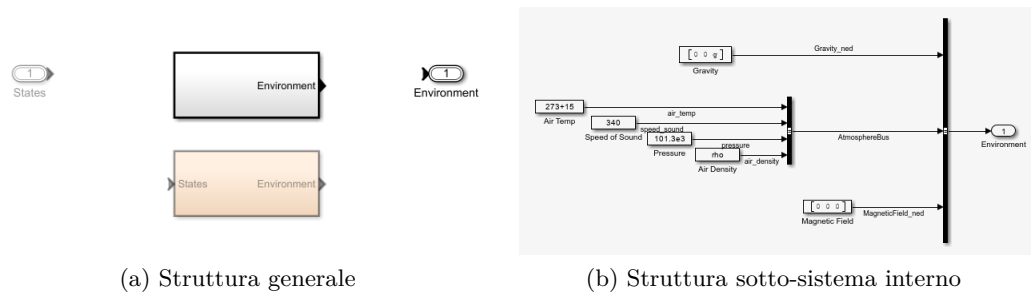 1
States
Environment
States
Environment
1
Environment
[ 0 0 g ]
Gravity
Gravity_ned
273+15
Air Temp
air_temp
340
Speed of Sound
speed_sound
101.3e3
Pressure
pressure
rho
Air Density
air_density
AtmosphereBus
1
Environment
[ 0 0 0 ]
Magnetic Field
MagneticField_ned
(a) Struttura generale
(b) Struttura sotto-sistema interno